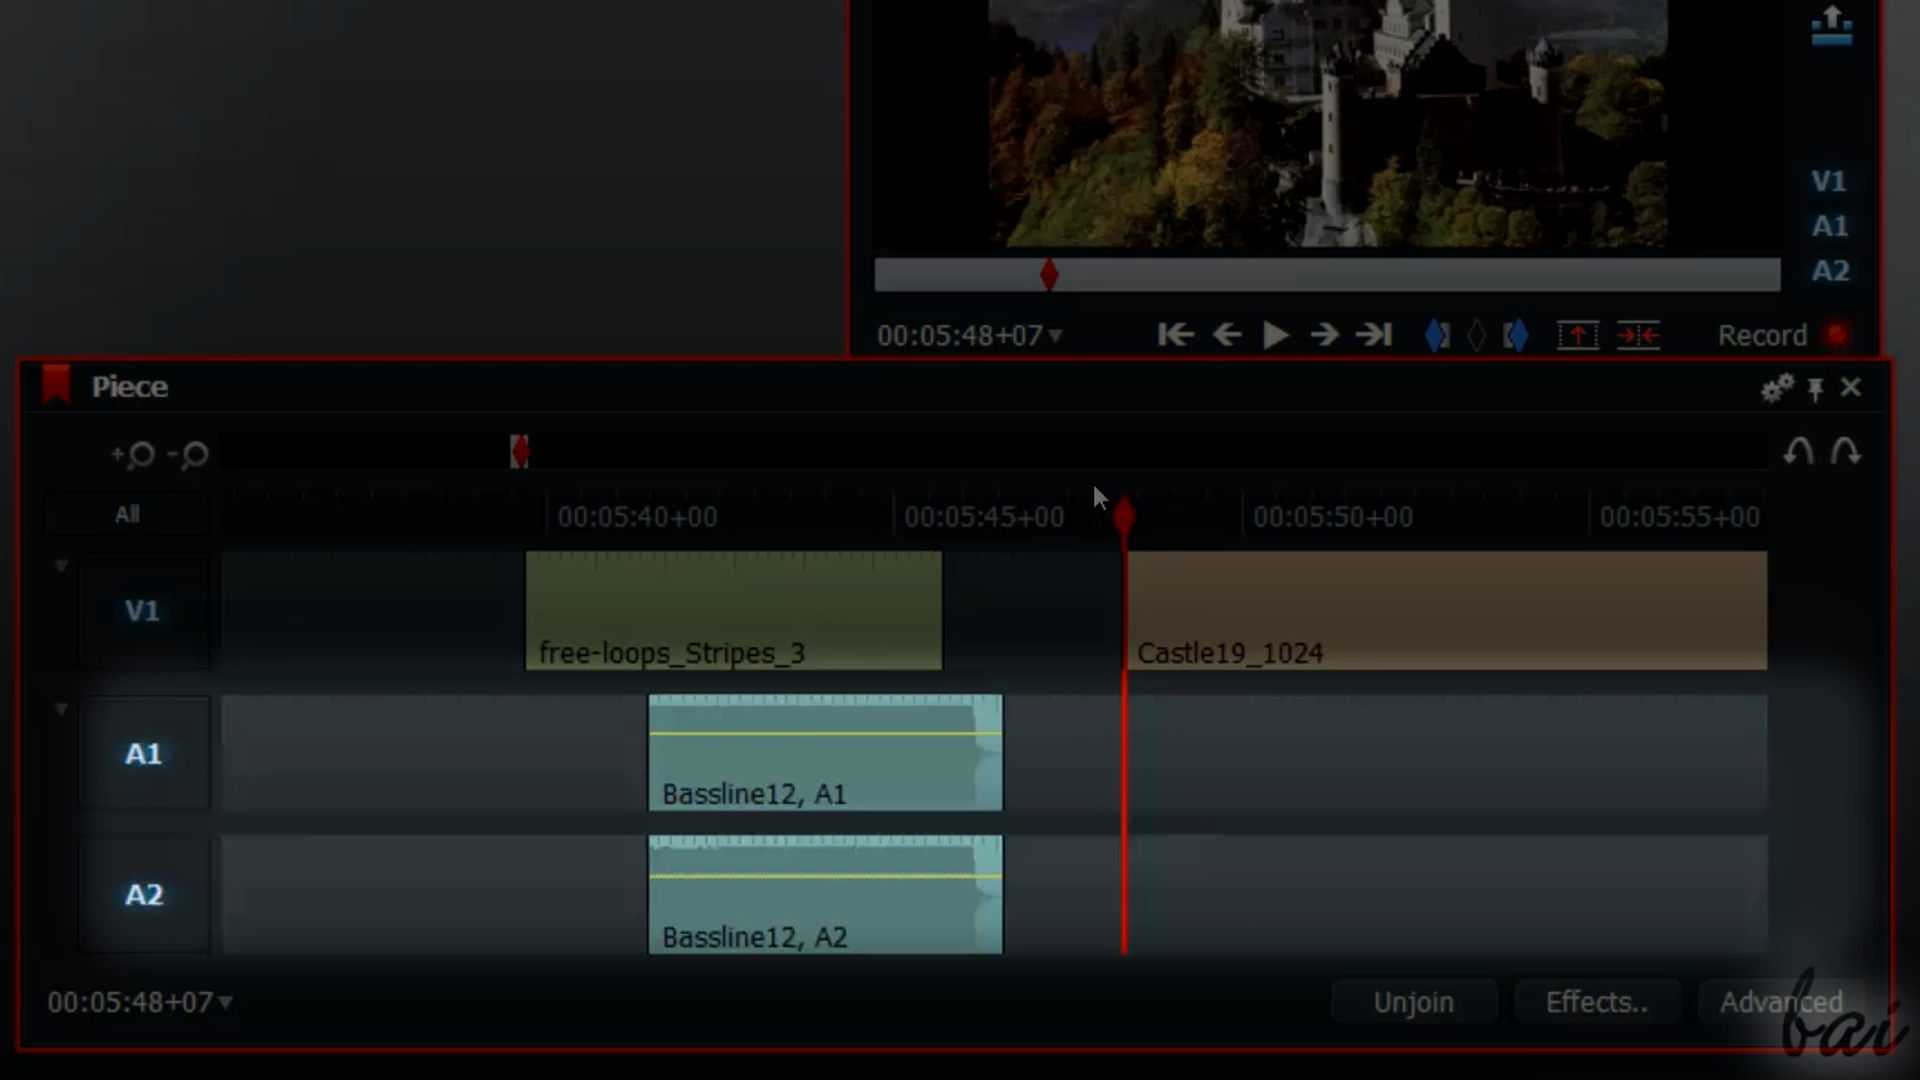 V1
A1
A2
00:05:48+07
Record
Piece
All
00:05:40+00
00:05:45+00
00:05:50+00
00:05:55+00
V1
free-loops_Stripes_3
Castle19_1024
A1
Bassline12, A1
A2
Bassline12, A2
00:05:48+07
Unjoin
Effects..
Advanced
bai